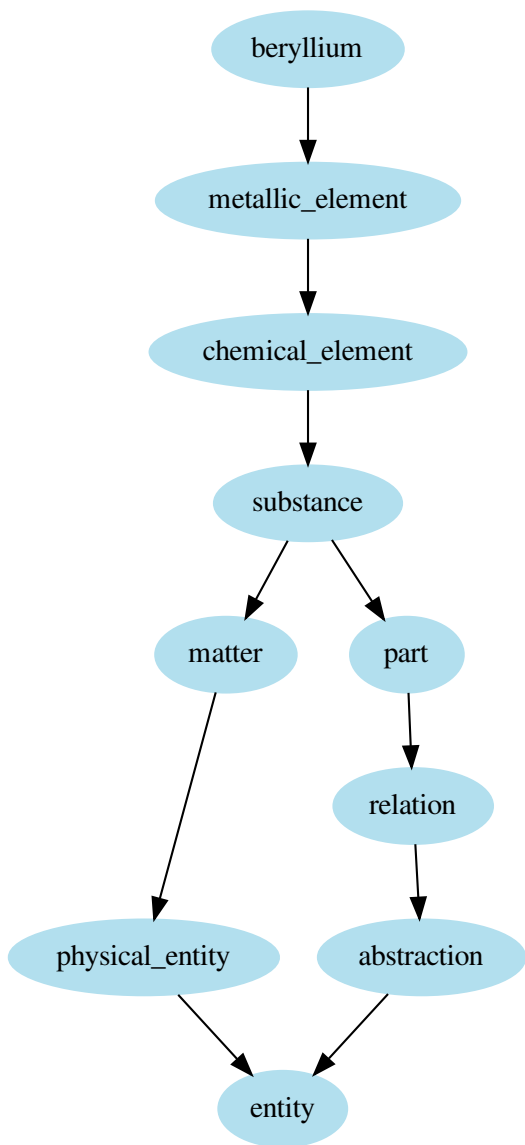 beryllium
metallic_element
chemical_element
substance
matter
part
relation
physical_entity
abstraction
entity